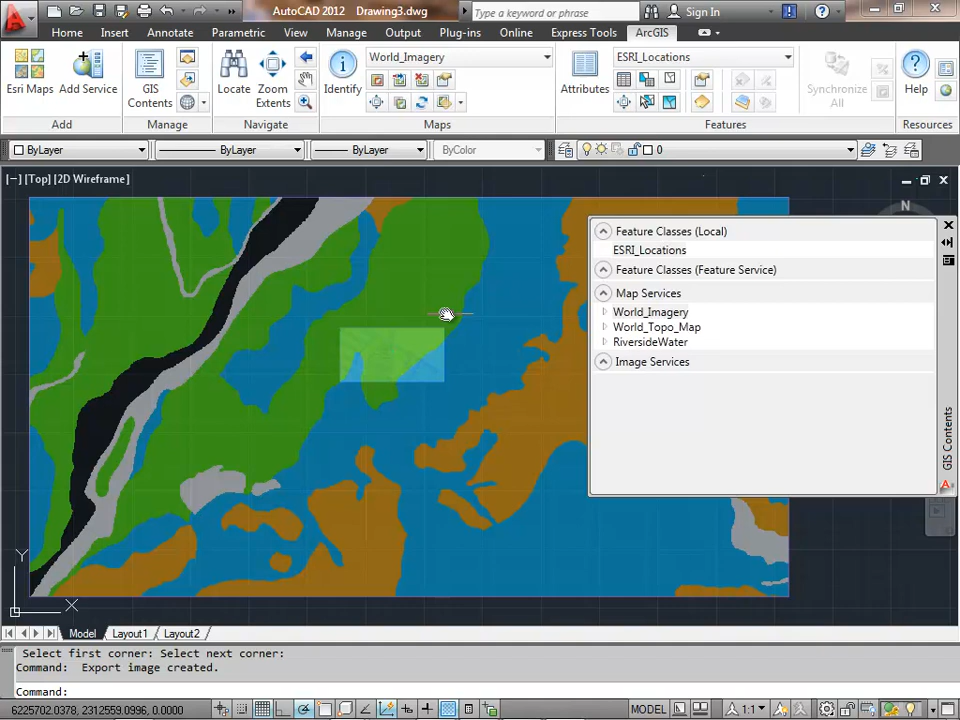 AutoCAD 2012 Drawing3.dwg
Type a keyword or phrase
Sign In
Home Insert Annotate Parametric View Manage Output Plug-ins Online Express Tools ArcGIS
World_Imagery
ESRI_Locations
Esri Maps
Add Service
GIS Contents
Locate
Zoom Extents
Identify
Attributes
Synchronize All
Help
Add Manage Navigate Maps Features Resources
ByLayer ByLayer ByLayer ByColor 0
[–] [Top] [2D Wireframe]
N
Feature Classes (Local)
ESRI_Locations
Feature Classes (Feature Service)
Map Services
World_Imagery
World_Topo_Map
RiversideWater
Image Services
GIS Contents
Y
X
Model Layout1 Layout2
Select first corner: Select next corner:
Command: Export image created.
Command:
6225702.0378, 2312559.0986, 0.0000
MODEL
1:1